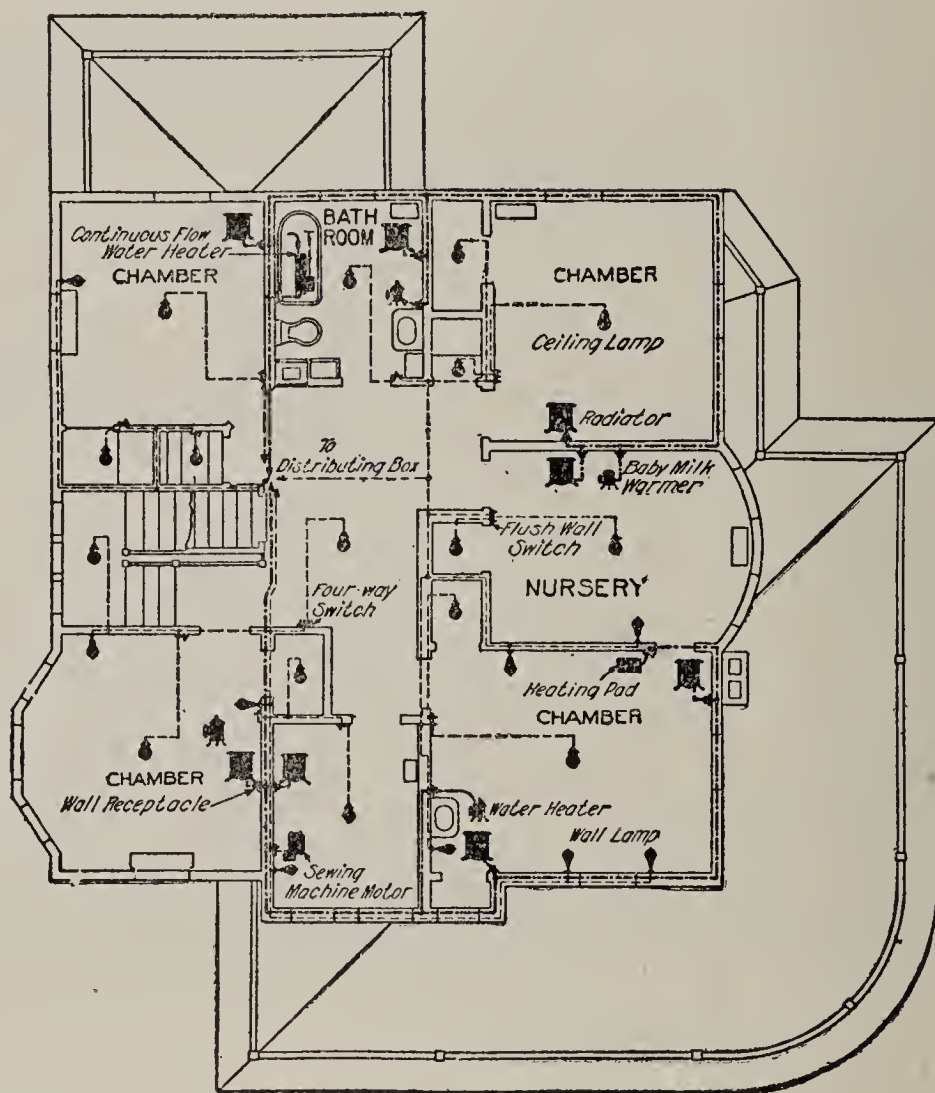 BATH
ROOM
Continuous Flow
Water Heater
CHAMBER
CHAMBER
Ceiling Lamp
Radiator
To
Distributing Box
Baby Milk
Warmer
Flush Wall
Switch
NURSERY
Four-way
Switch
Heating Pad
CHAMBER
CHAMBER
Wall Receptacle
Water Heater
Wall Lamp
Sewing
Machine Motor